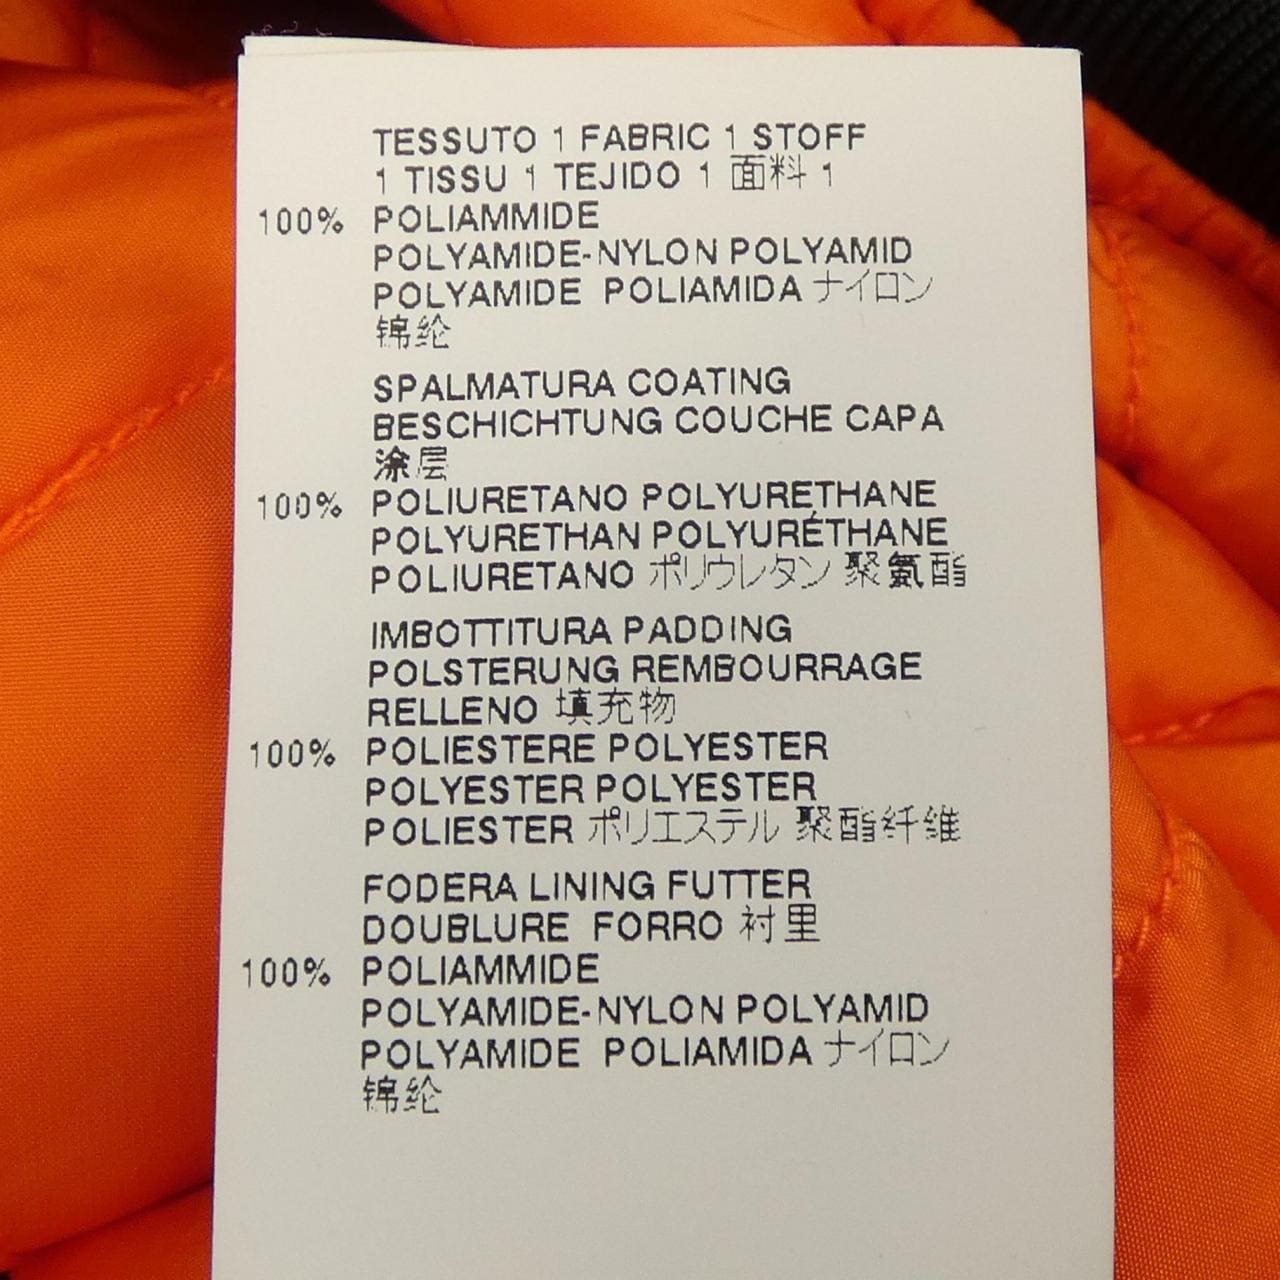 TESSUTO 1 FABRIC 1 STOFF
1 TISSU 1 TEJIDO 1 面料 1
100% POLIAMMIDE
POLYAMIDE-NYLON POLYAMID
POLYAMIDE POLIAMIDA ナイロン
锦纶
SPALMATURA COATING
BESCHICHTUNG COUCHE CAPA
涂层
100% POLIURETANO POLYURETHANE
POLYURETHAN POLYURÉTHANE
POLIURETANO ポリウレタン 聚氨酯
IMBOTTITURA PADDING
POLSTERUNG REMBOURRAGE
RELLENO 填充物
100% POLIESTERE POLYESTER
POLYESTER POLYESTER
POLIESTER ポリエステル 聚酯纤维
FODERA LINING FUTTER
DOUBLURE FORRO 衬里
100% POLIAMMIDE
POLYAMIDE-NYLON POLYAMID
POLYAMIDE POLIAMIDA ナイロン
锦纶